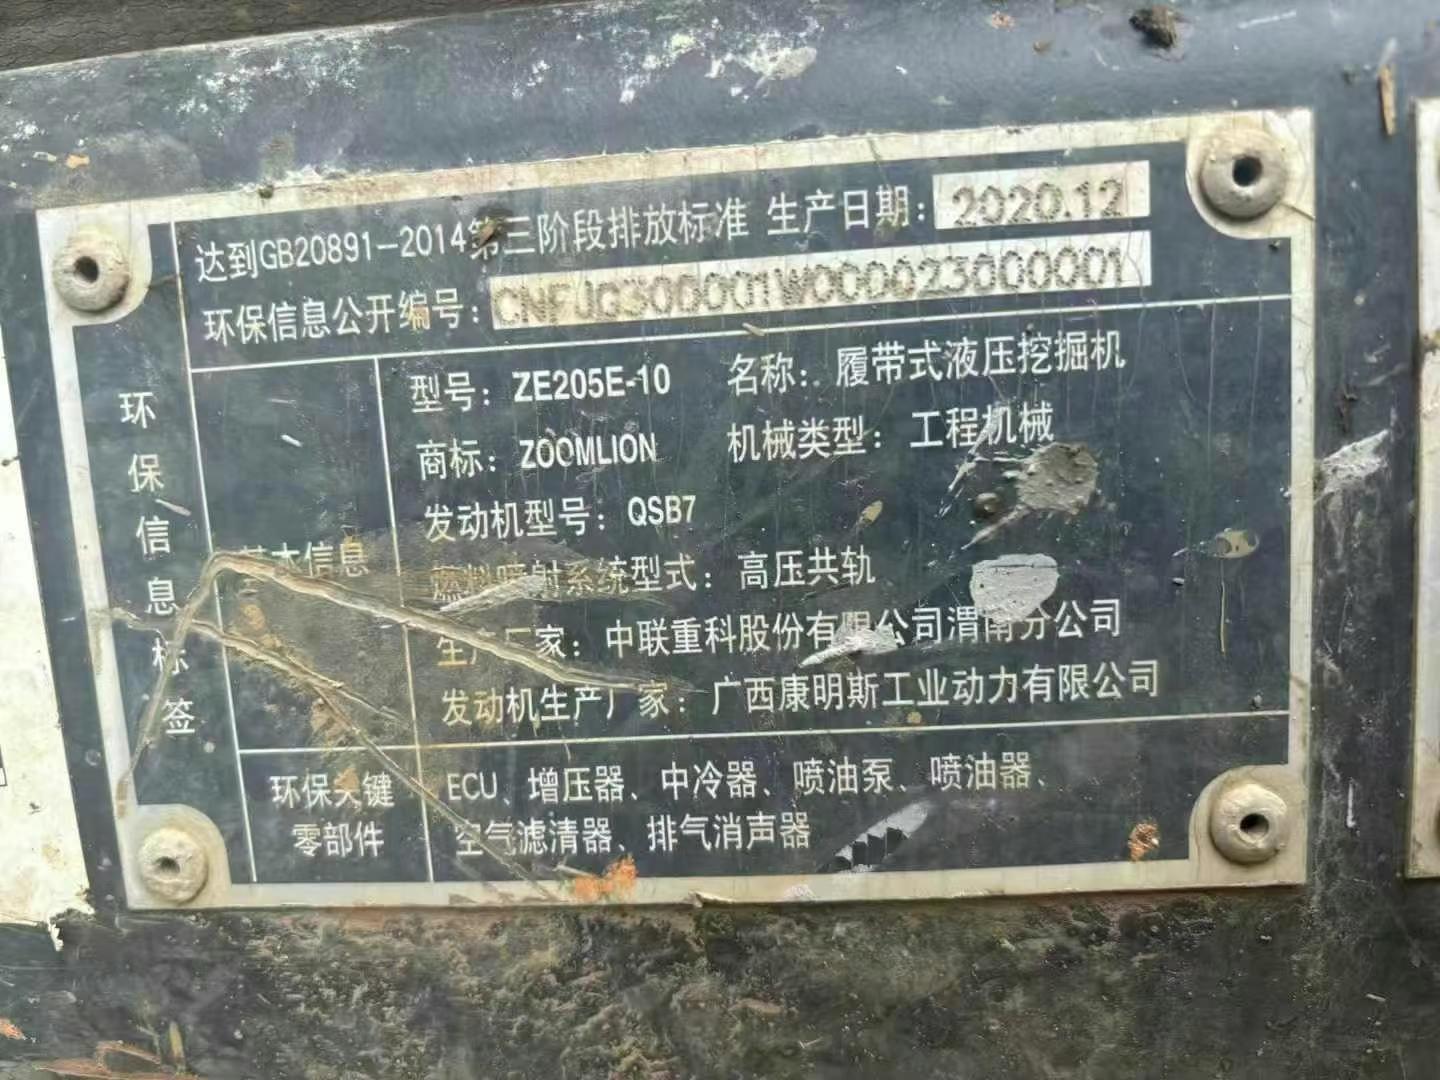 达到GB20891-2014第三阶段排放标准 生产日期：2020.12
环保信息公开编号：CNFJG300001W000023000001
环保信息标签
基本信息
型号：ZE205E-10 名称：履带式液压挖掘机
商标：ZOOMLION 机械类型：工程机械
发动机型号：QSB7
燃料喷射系统型式：高压共轨
生产厂家：中联重科股份有限公司渭南分公司
发动机生产厂家：广西康明斯工业动力有限公司
环保关键
零部件
ECU、增压器、中冷器、喷油泵、喷油器、
空气滤清器、排气消声器